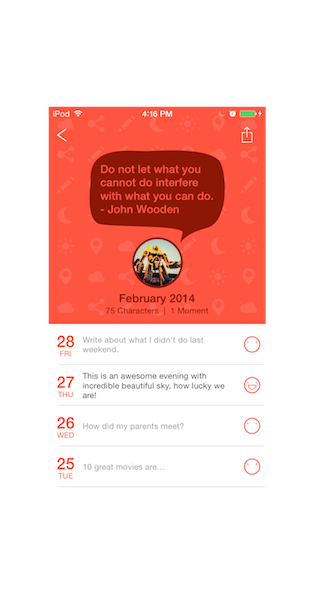 iPod 4:16 PM
Do not let what you
cannot do interfere
with what you can do.
- John Wooden
February 2014
75 Characters | 1 Moment
28
FRI
Write about what I didn't do last
weekend.
27
THU
This is an awesome evening with
incredible beautiful sky, how lucky we
are!
26
WED
How did my parents meet?
25
TUE
10 great movies are...